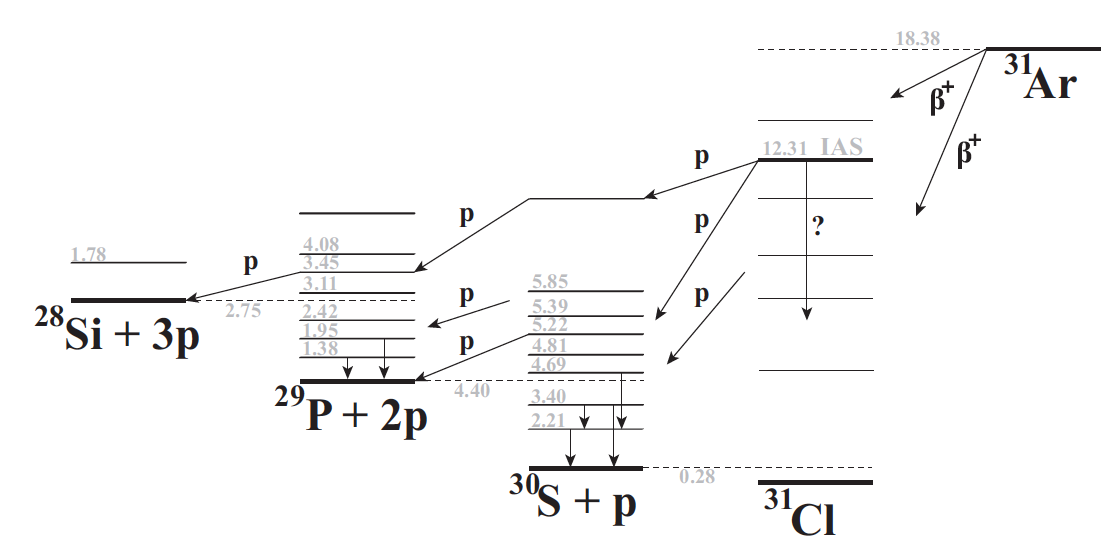 18.38
31Ar
β+
β+
12.31 IAS
p
p
?
p
p
p
p
p
p
1.78
28Si + 3p
2.75
4.08
3.45
3.11
2.42
1.95
1.38
29P + 2p
4.40
5.85
5.39
5.22
4.81
4.69
3.40
2.21
30S + p
0.28
31Cl